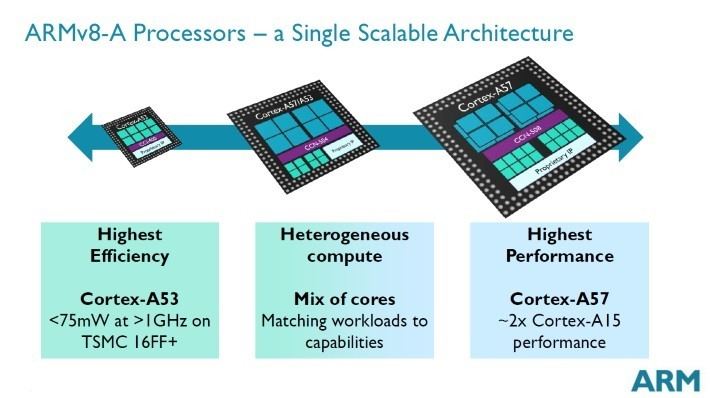 ARMv8-A Processors – a Single Scalable Architecture
Cortex-A53
CCI-400
Proprietary IP
Cortex-A57/A53
CCN-504
Proprietary IP
Cortex-A57
CCN-508
Proprietary IP
Highest
Efficiency
Cortex-A53
<75mW at >1GHz on
TSMC 16FF+
Heterogeneous
compute
Mix of cores
Matching workloads to
capabilities
Highest
Performance
Cortex-A57
~2x Cortex-A15
performance
ARM